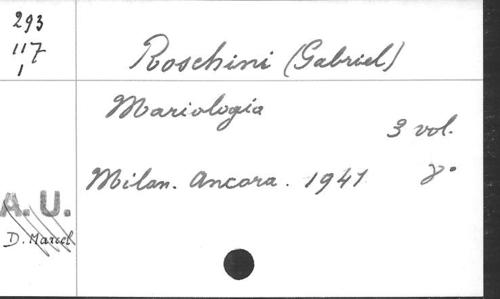 293
117
1
Roschini (Gabriel)
Mariologia
3 vol.
Milan. Ancora. 1941
8°
A. U.
D. Marcel